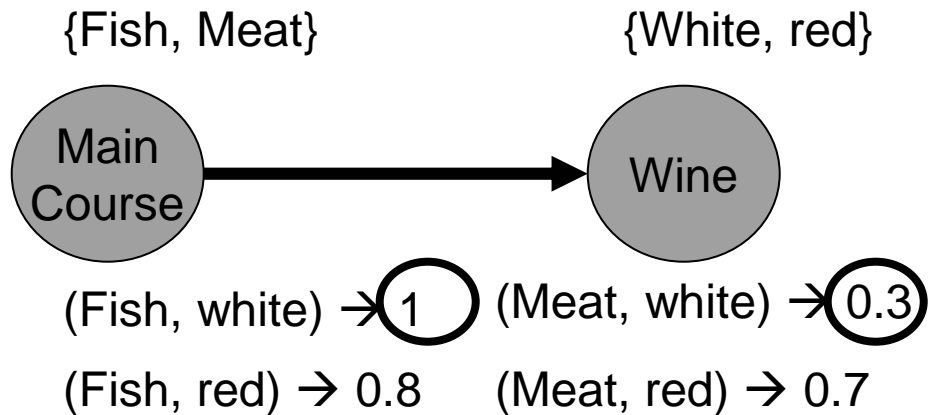 {Fish, Meat}
{White, red}
Main
Course
Wine
(Fish, white) → 1
(Meat, white) → 0.3
(Fish, red) → 0.8
(Meat, red) → 0.7